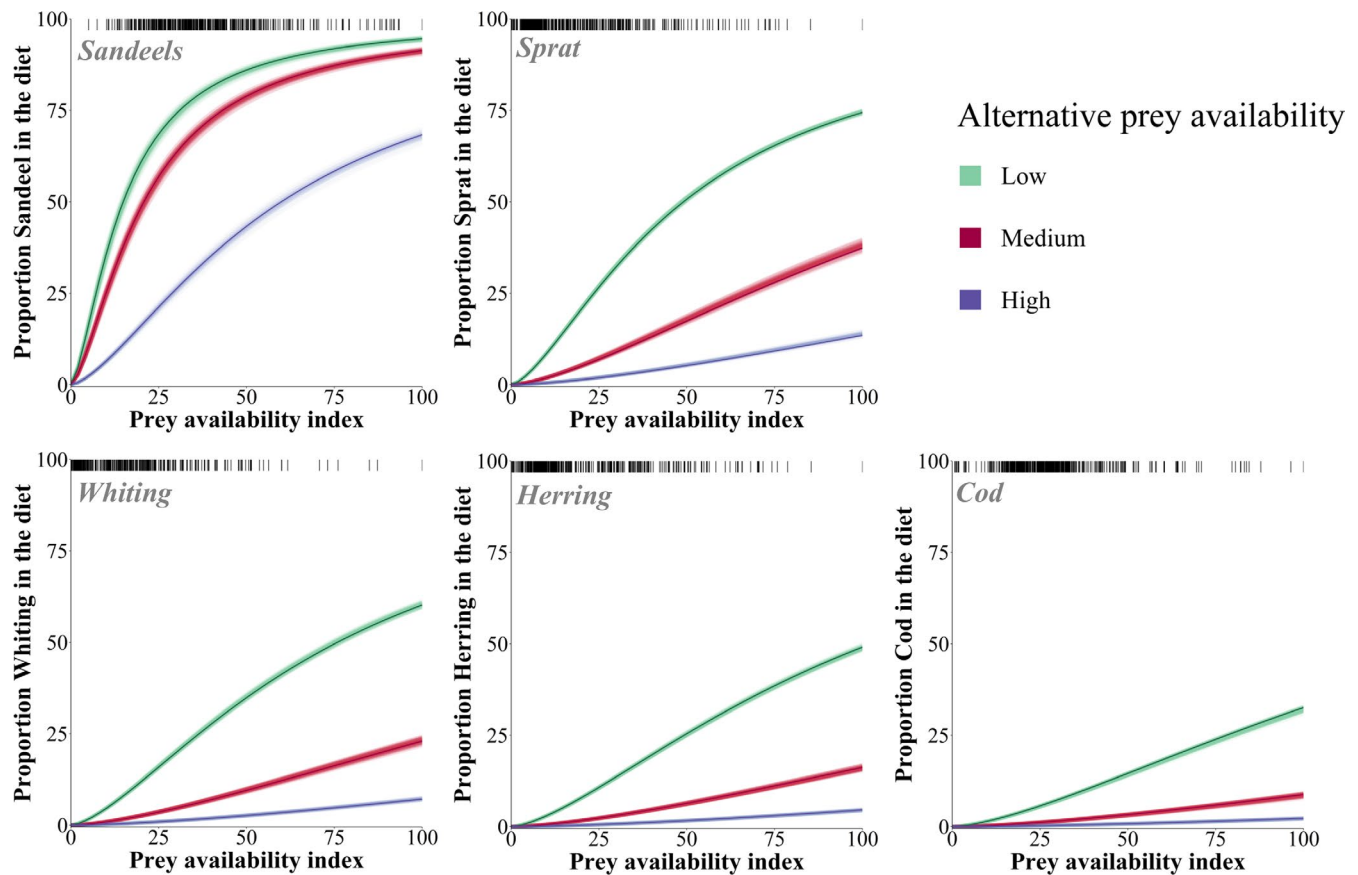 Sandeels
Proportion Sandeel in the diet
100
75
50
25
0
0 25 50 75 100
Prey availability index
Sprat
Proportion Sprat in the diet
100
75
50
25
0
0 25 50 75 100
Prey availability index
Alternative prey availability
Low
Medium
High
Whiting
Proportion Whiting in the diet
100
75
50
25
0
0 25 50 75 100
Prey availability index
Herring
Proportion Herring in the diet
100
75
50
25
0
0 25 50 75 100
Prey availability index
Cod
Proportion Cod in the diet
100
75
50
25
0
0 25 50 75 100
Prey availability index